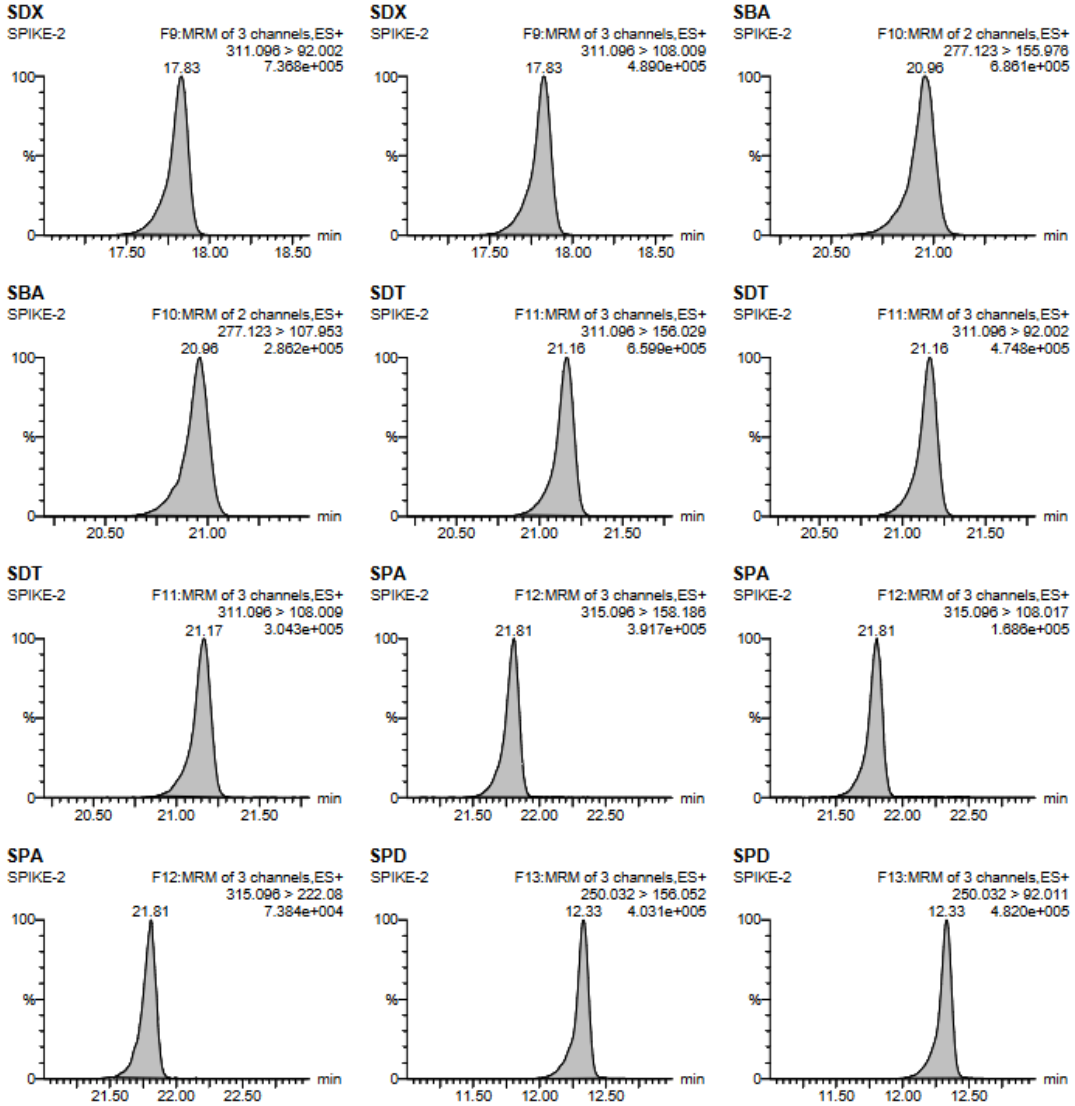 SDX
SPIKE-2
F9:MRM of 3 channels,ES+
311.096 > 92.002
7.368e+005
17.83
100
%
0
17.50 18.00 18.50 min
SDX
SPIKE-2
F9:MRM of 3 channels,ES+
311.096 > 108.009
4.890e+005
17.83
100
%
0
17.50 18.00 18.50 min
SBA
SPIKE-2
F10:MRM of 2 channels,ES+
277.123 > 155.976
6.861e+005
20.96
100
%
0
20.50 21.00 min
SBA
SPIKE-2
F10:MRM of 2 channels,ES+
277.123 > 107.953
2.862e+005
20.96
100
%
0
20.50 21.00 min
SDT
SPIKE-2
F11:MRM of 3 channels,ES+
311.096 > 156.029
6.599e+005
21.16
100
%
0
20.50 21.00 21.50 min
SDT
SPIKE-2
F11:MRM of 3 channels,ES+
311.096 > 92.002
4.748e+005
21.16
100
%
0
20.50 21.00 21.50 min
SDT
SPIKE-2
F11:MRM of 3 channels,ES+
311.096 > 108.009
3.043e+005
21.17
100
%
0
20.50 21.00 21.50 min
SPA
SPIKE-2
F12:MRM of 3 channels,ES+
315.096 > 158.186
3.917e+005
21.81
100
%
0
21.50 22.00 22.50 min
SPA
SPIKE-2
F12:MRM of 3 channels,ES+
315.096 > 108.017
1.686e+005
21.81
100
%
0
21.50 22.00 22.50 min
SPA
SPIKE-2
F12:MRM of 3 channels,ES+
315.096 > 222.08
7.384e+004
21.81
100
%
0
21.50 22.00 22.50 min
SPD
SPIKE-2
F13:MRM of 3 channels,ES+
250.032 > 156.052
12.33 4.031e+005
100
%
0
11.50 12.00 12.50 min
SPD
SPIKE-2
F13:MRM of 3 channels,ES+
250.032 > 92.011
12.33 4.820e+005
100
%
0
11.50 12.00 12.50 min